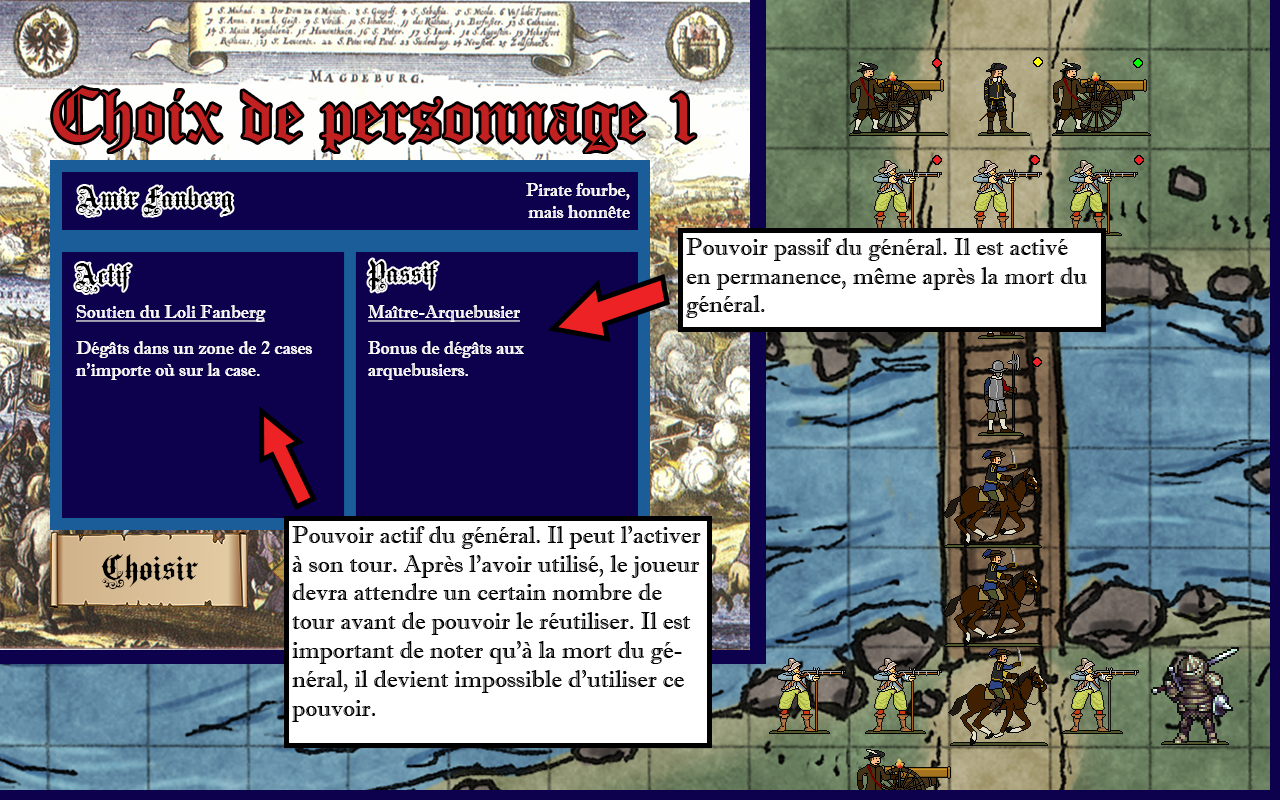 MAGDEBURG.
Choix de personnage 1
Amir Fanberg
Pirate fourbe,
mais honnête
Actif
Soutien du Loli Fanberg
Dégâts dans un zone de 2 cases
n'importe où sur la case.
Passif
Maître-Arquebusier
Bonus de dégâts aux
arquebusiers.
Pouvoir passif du général. Il est activé
en permanence, même après la mort du
général.
Choisir
Pouvoir actif du général. Il peut l'activer
à son tour. Après l'avoir utilisé, le joueur
devra attendre un certain nombre de
tour avant de pouvoir le réutiliser. Il est
important de noter qu'à la mort du gé-
néral, il devient impossible d'utiliser ce
pouvoir.